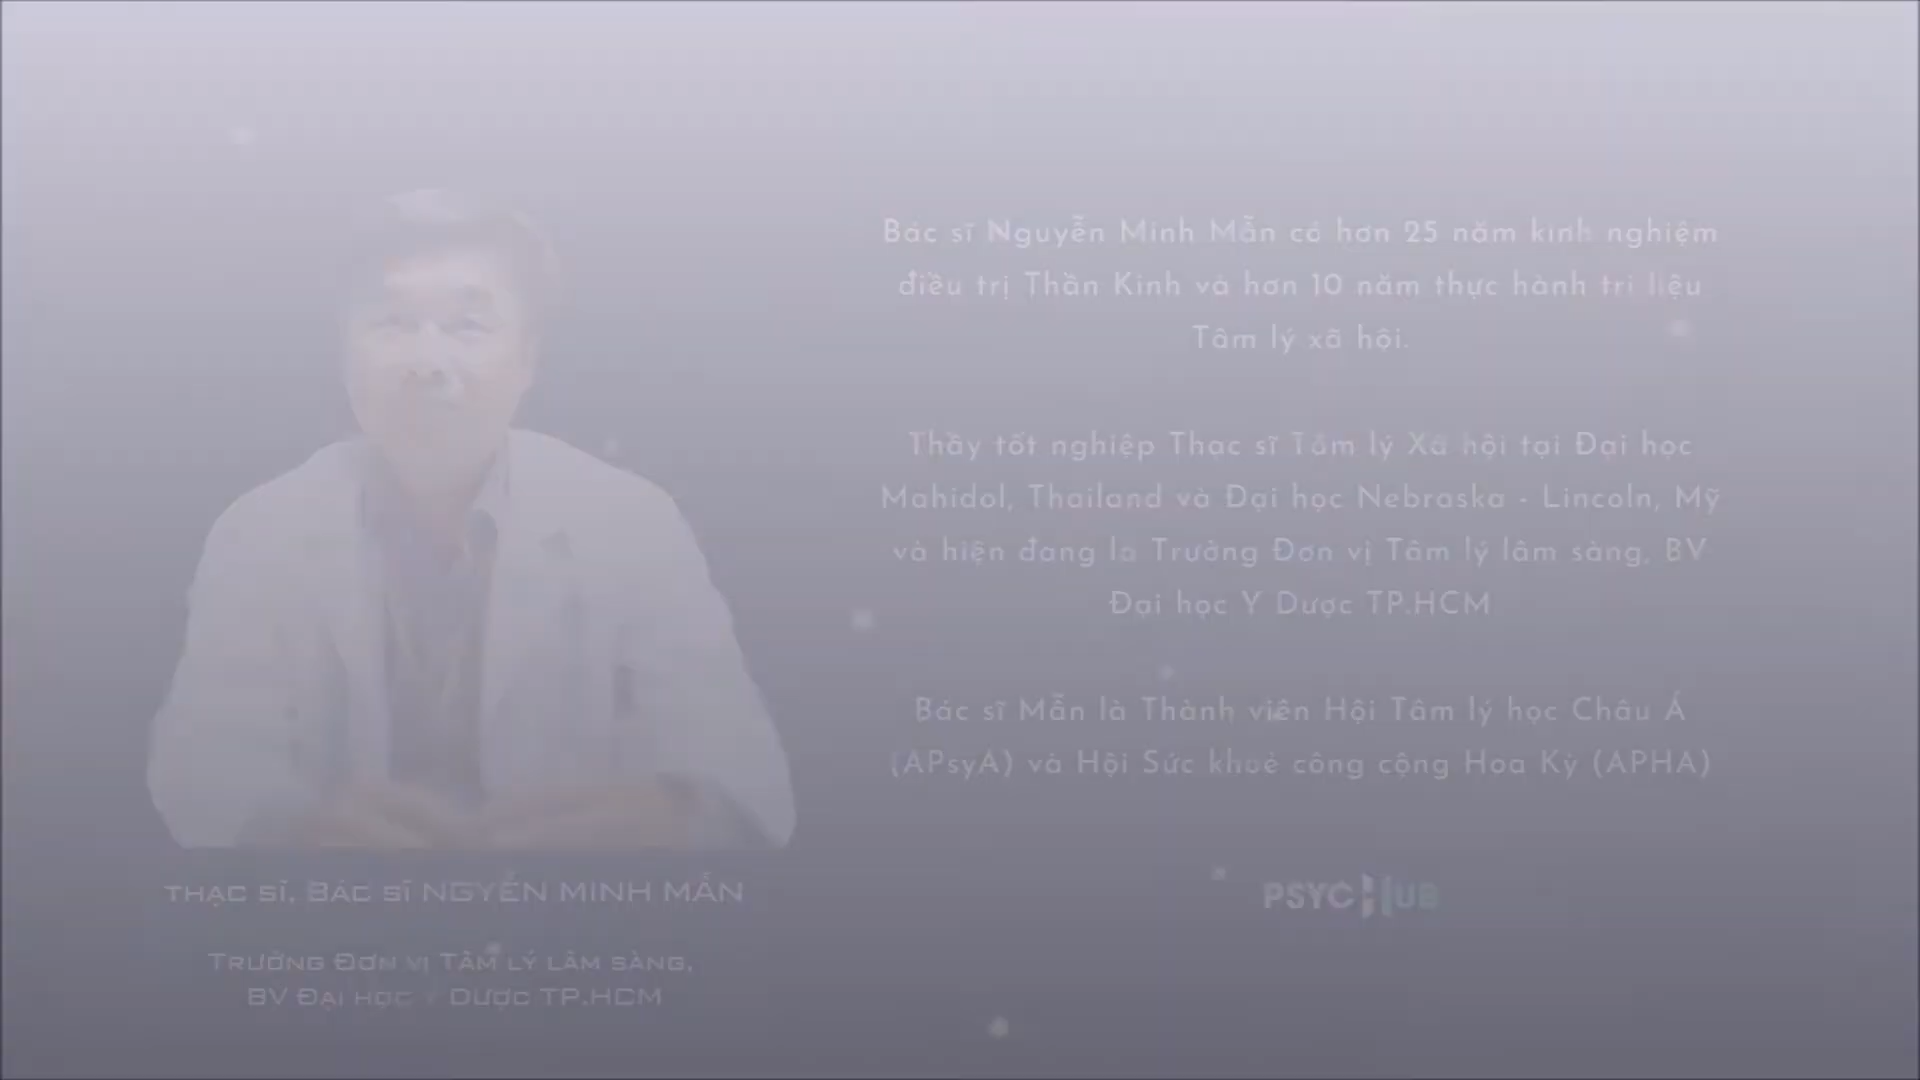 Bác sĩ Nguyễn Minh Mẫn có hơn 25 năm kinh nghiệm
điều trị Thần Kinh và hơn 10 năm thực hành trị liệu
Tâm lý xã hội.
Thầy tốt nghiệp Thạc sĩ Tâm lý Xã hội tại Đại học
Mahidol, Thailand và Đại học Nebraska - Lincoln, Mỹ
và hiện đang là Trưởng Đơn vị Tâm lý lâm sàng, BV
Đại học Y Dược TP.HCM
Bác sĩ Mẫn là Thành viên Hội Tâm lý học Châu Á
(APsyA) và Hội Sức khoẻ công cộng Hoa Kỳ (APHA)
THẠC SĨ, BÁC SĨ NGYỄN MINH MẪN
TRƯỞNG ĐƠN VỊ TÂM LÝ LÂM SÀNG,
BV ĐẠI HỌC Y DƯỢC TP.HCM
PSYCHUB